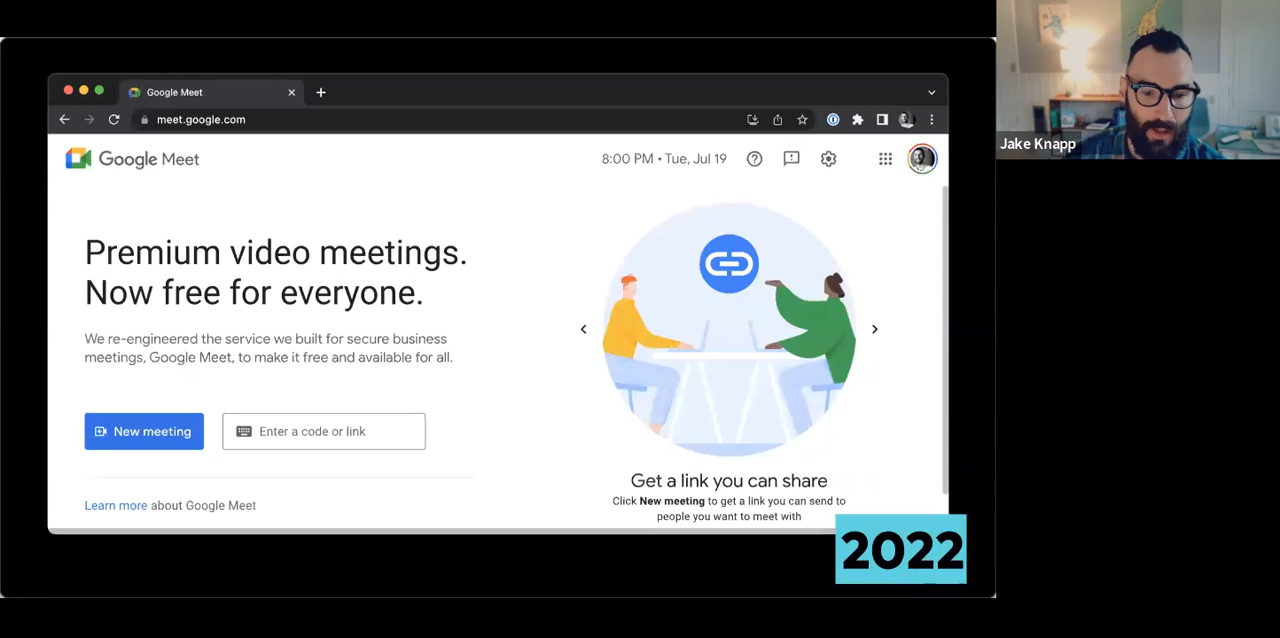 Google Meet
meet.google.com
Google Meet
8:00 PM • Tue, Jul 19
Premium video meetings.
Now free for everyone.
We re-engineered the service we built for secure business
meetings, Google Meet, to make it free and available for all.
New meeting
Enter a code or link
Learn more about Google Meet
Get a link you can share
Click New meeting to get a link you can send to
people you want to meet with
2022
Jake Knapp